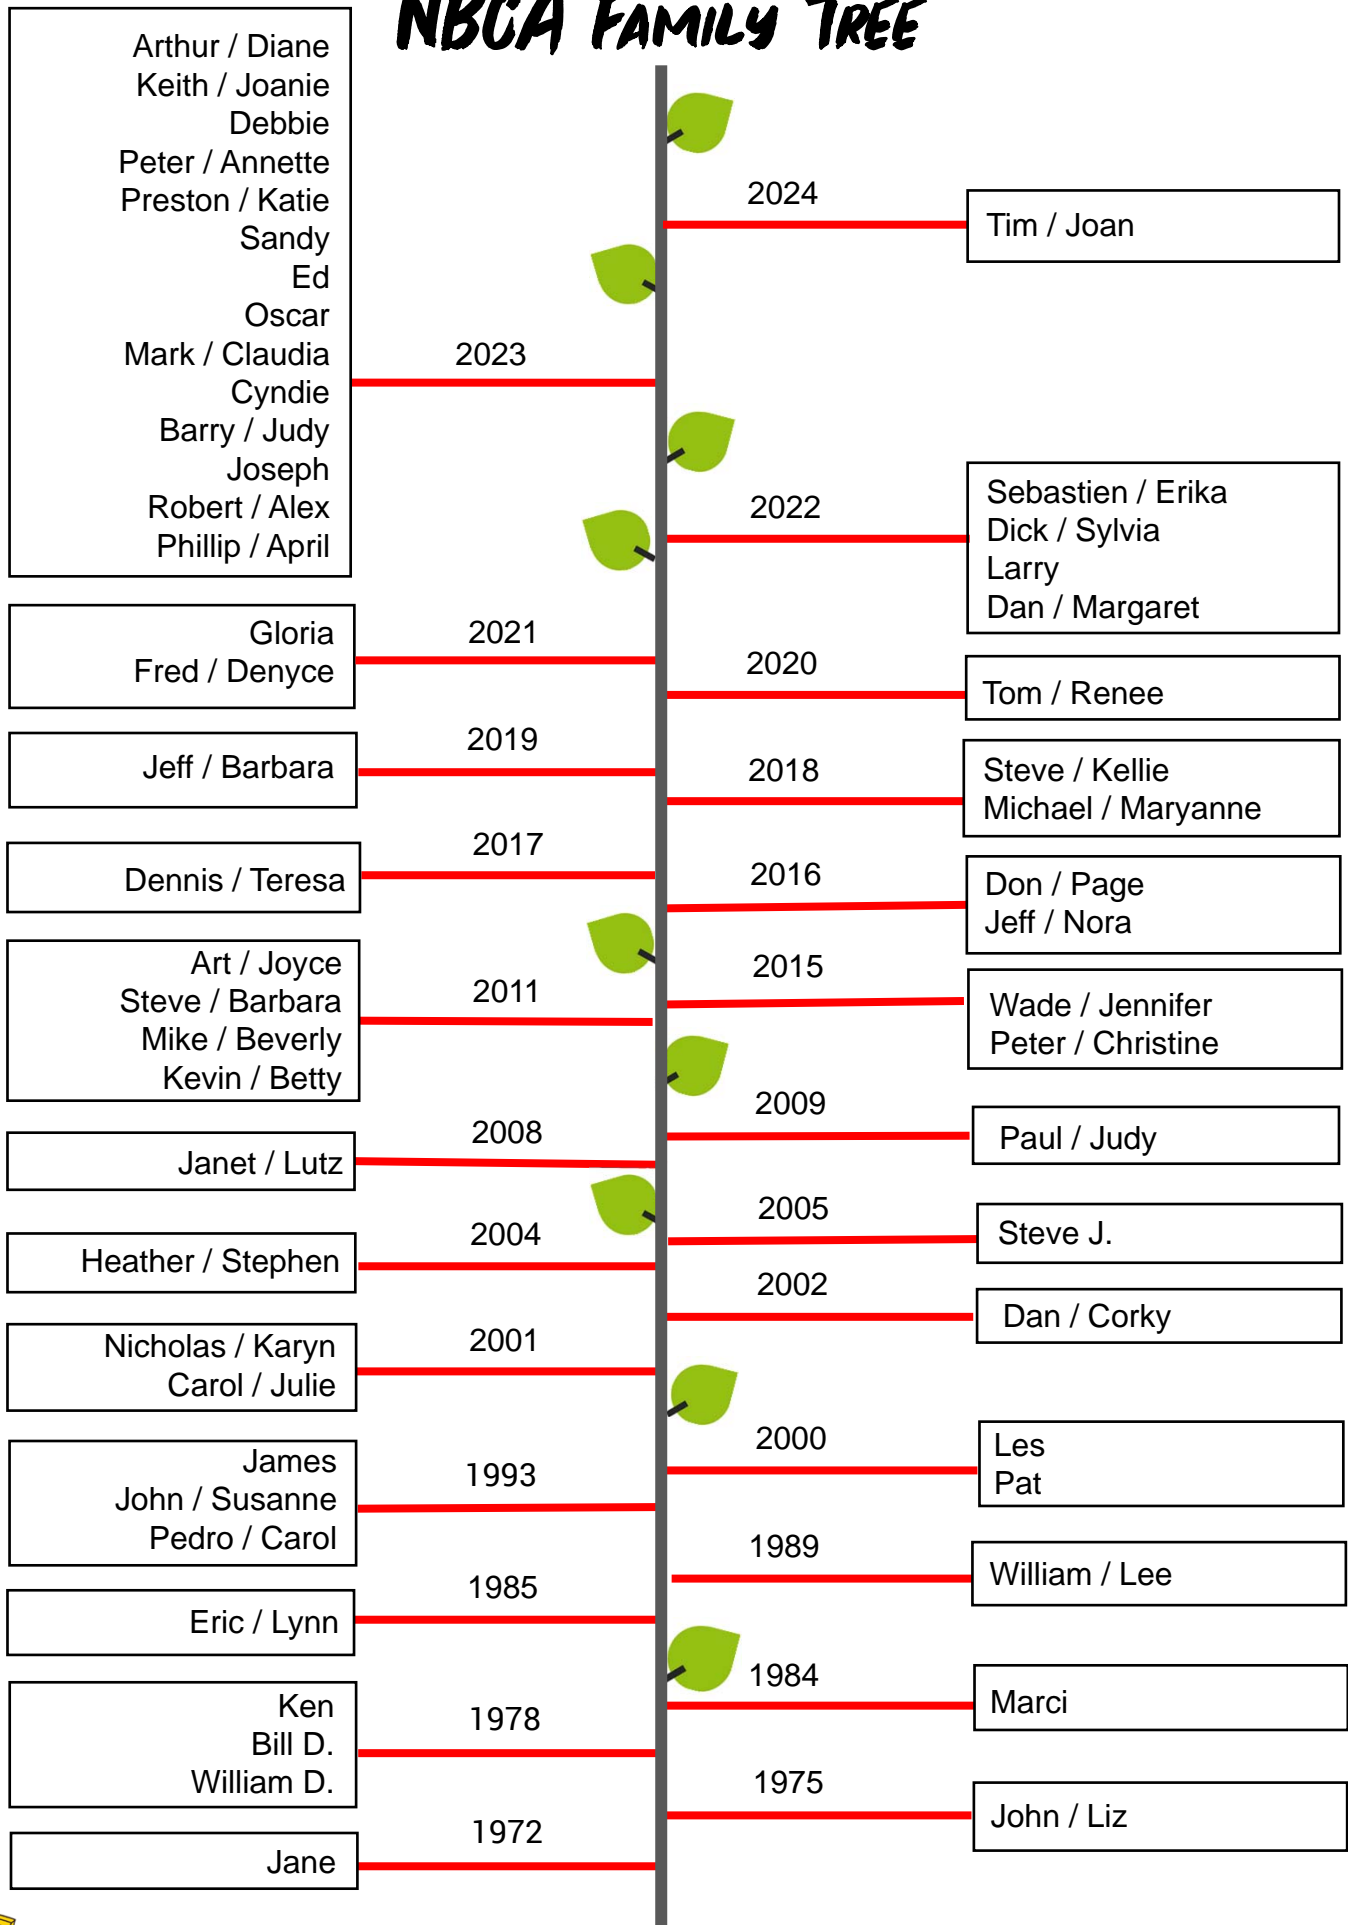 NBCA Family Tree
Arthur / Diane
Keith / Joanie
Debbie
Peter / Annette
Preston / Katie
Sandy
Ed
Oscar
Mark / Claudia
Cyndie
Barry / Judy
Joseph
Robert / Alex
Phillip / April
2023
2024
Tim / Joan
2022
Sebastien / Erika
Dick / Sylvia
Larry
Dan / Margaret
Gloria
Fred / Denyce
2021
2020
Tom / Renee
Jeff / Barbara
2019
2018
Steve / Kellie
Michael / Maryanne
Dennis / Teresa
2017
2016
Don / Page
Jeff / Nora
Art / Joyce
Steve / Barbara
Mike / Beverly
Kevin / Betty
2011
2015
Wade / Jennifer
Peter / Christine
2009
Paul / Judy
Janet / Lutz
2008
2005
Steve J.
Heather / Stephen
2004
2002
Dan / Corky
Nicholas / Karyn
Carol / Julie
2001
2000
Les
Pat
James
John / Susanne
Pedro / Carol
1993
1989
William / Lee
Eric / Lynn
1985
1984
Marci
Ken
Bill D.
William D.
1978
1975
John / Liz
Jane
1972